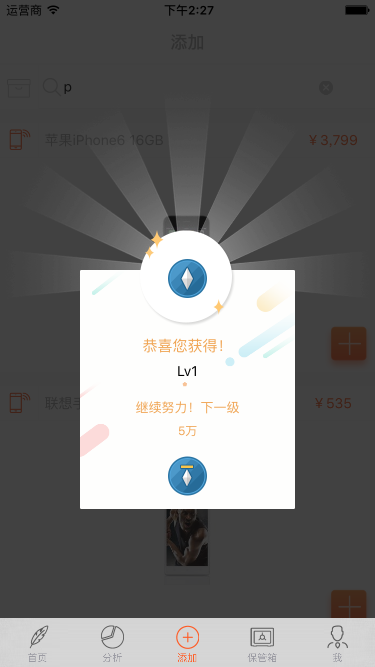 运营商 下午2:27
添加
p
苹果iPhone6 16GB ￥3,799
恭喜您获得!
Lv1
继续努力! 下一级
5万
联想 ￥535
首页 分析 添加 保管箱 我